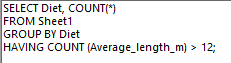 SELECT Diet, COUNT(*)
FROM Sheet1
GROUP BY Diet
HAVING COUNT (Average_length_m) > 12;